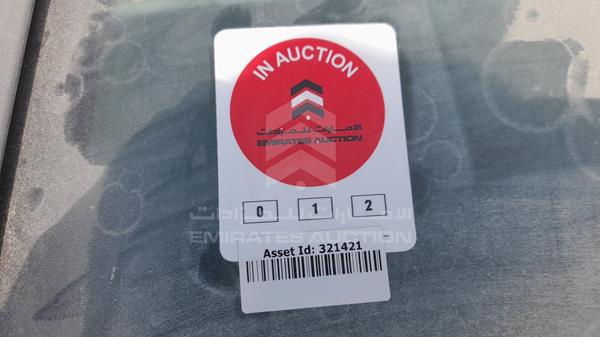 IN AUCTION
الإمارات للمزادات
EMIRATES AUCTION
0 1 2
الإمارات للمزادات
EMIRATES AUCTION
Asset Id: 321421